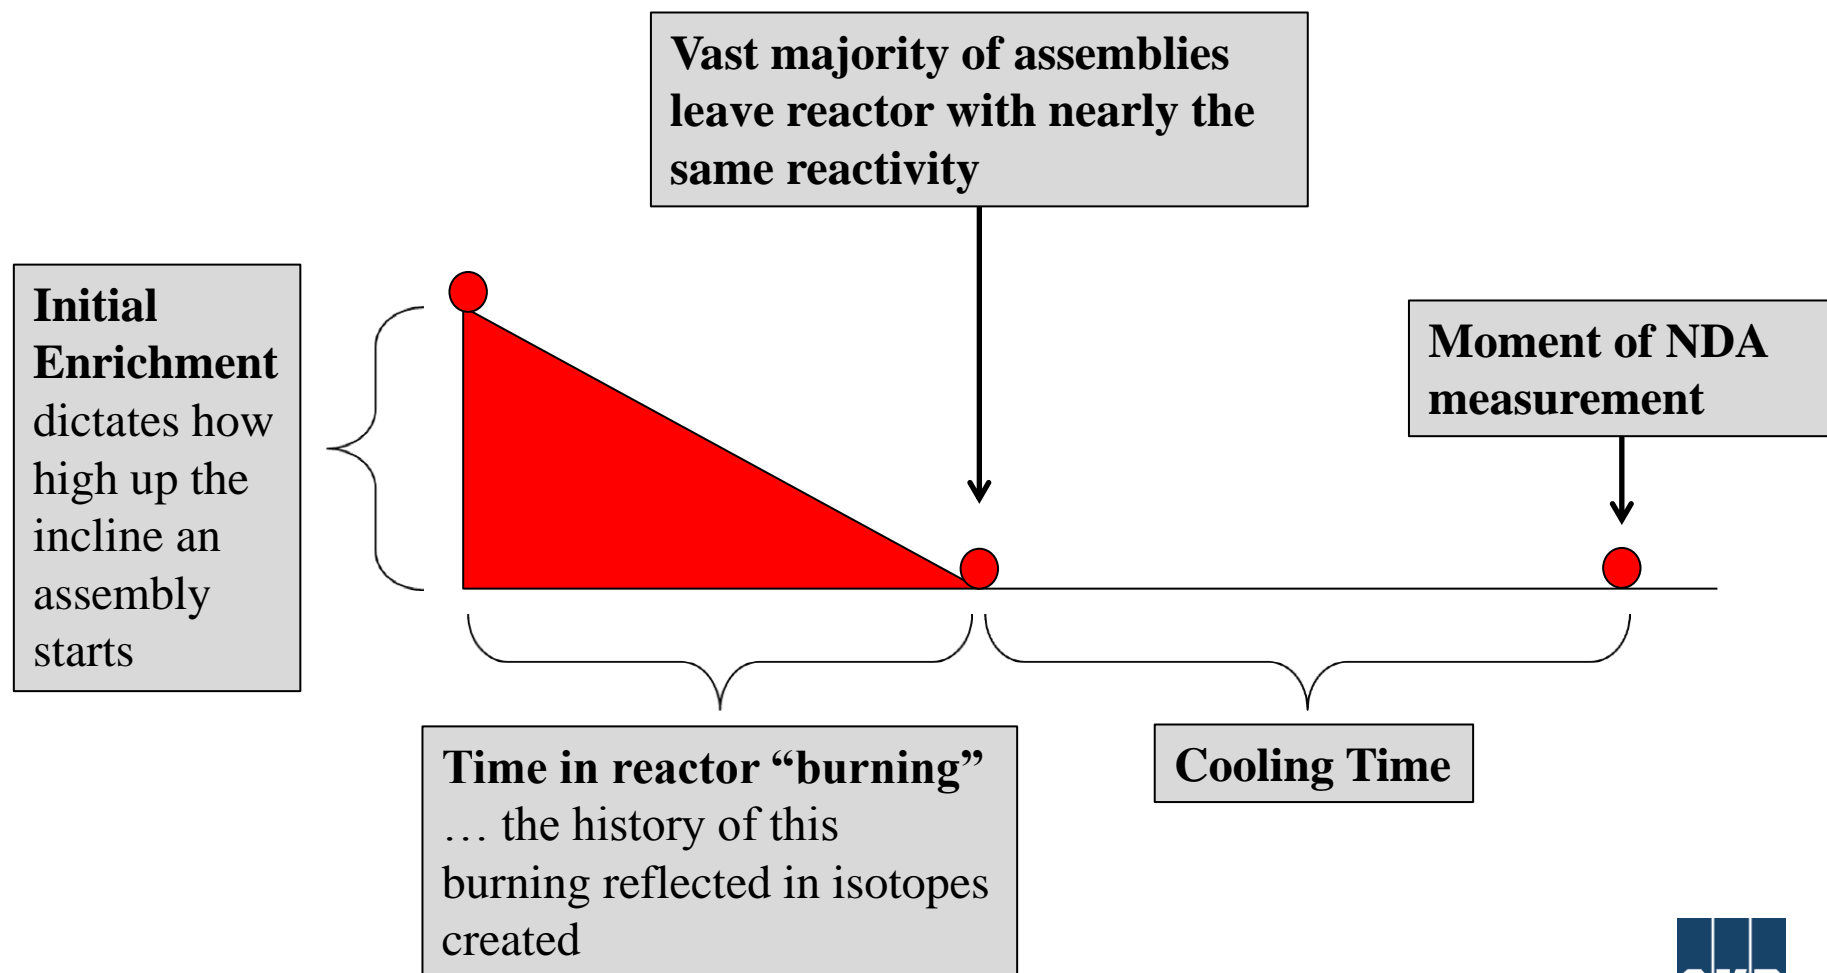 Vast majority of assemblies
leave reactor with nearly the
same reactivity
Initial
Enrichment
dictates how
high up the
incline an
assembly
starts
Moment of NDA
measurement
Time in reactor “burning”
… the history of this
burning reflected in isotopes
created
Cooling Time